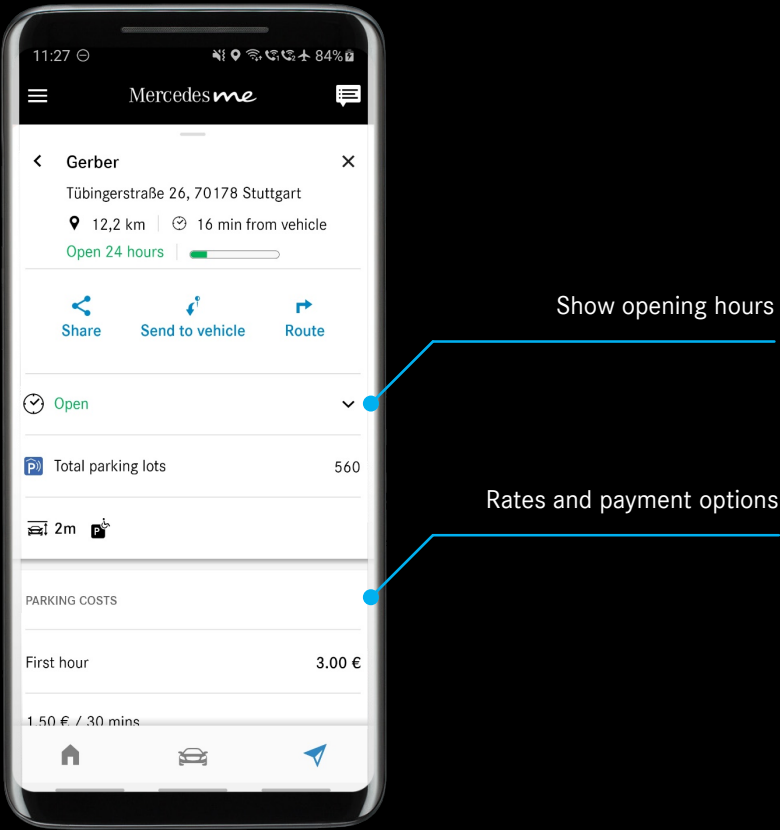 11:27 84%
Mercedes me
Gerber
Tübingerstraße 26, 70178 Stuttgart
12,2 km 16 min from vehicle
Open 24 hours
Share Send to vehicle Route
Show opening hours
Open
Total parking lots 560
Rates and payment options
2m P
PARKING COSTS
First hour 3.00 €
1.50 € / 30 mins